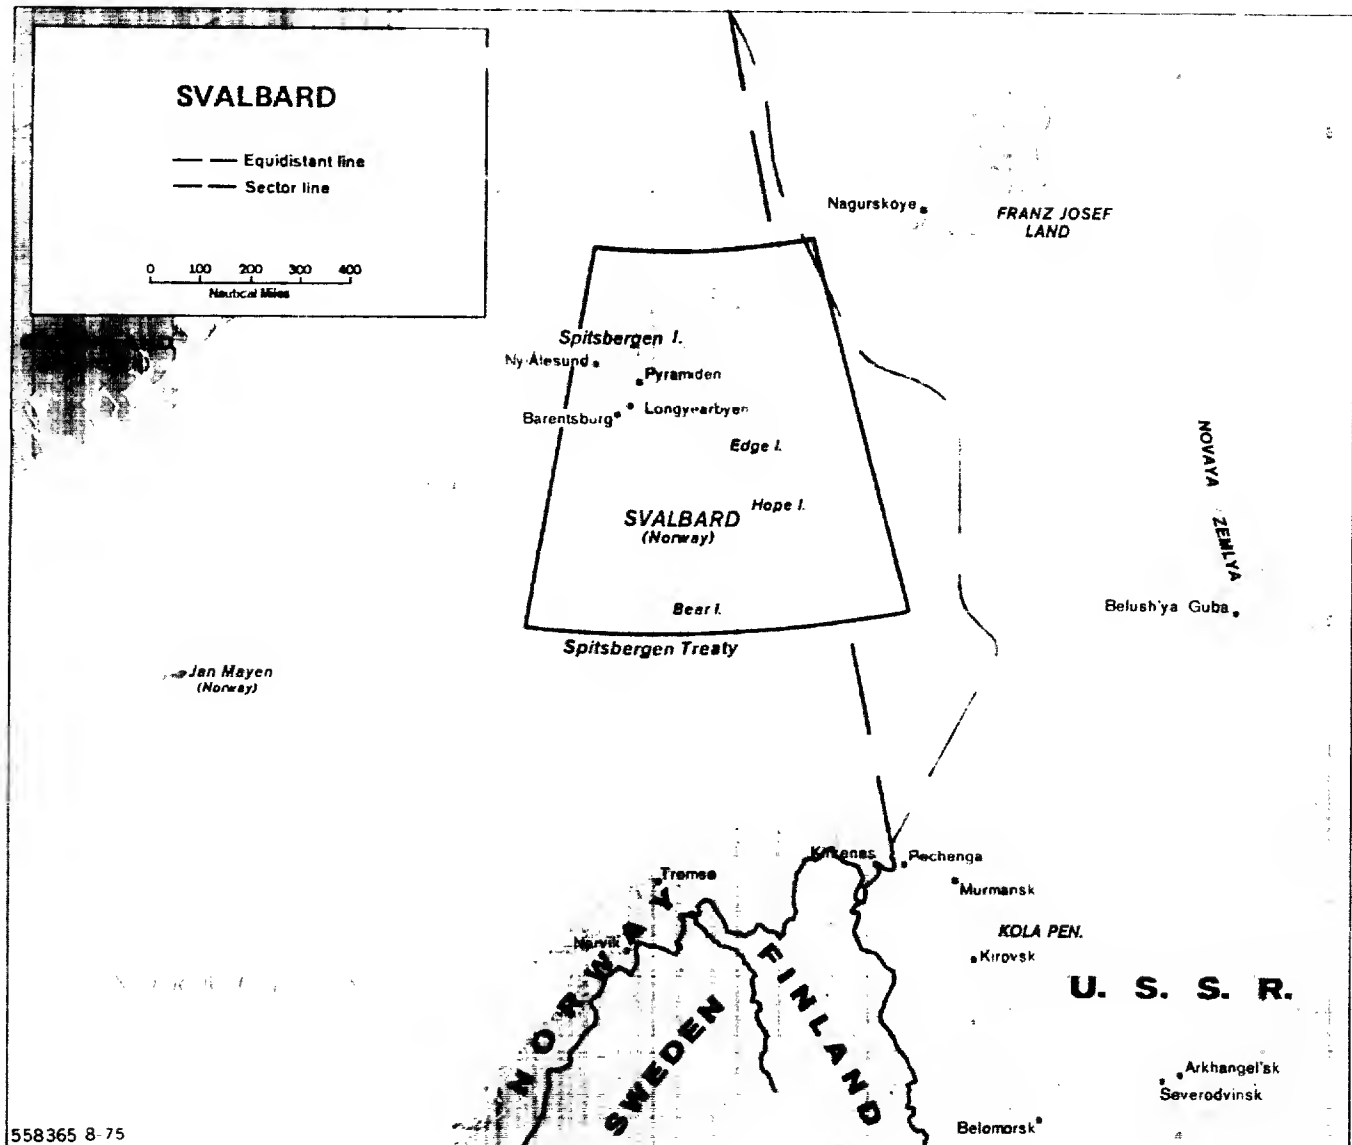 SVALBARD
Equidistant line
Sector line
0 100 200 300 400
Nautical Miles
Nagurskoye
FRANZ JOSEF
LAND
Spitsbergen I.
Ny-Ålesund
Pyramiden
Longyearbyen
Barentsburg
Edge I.
Hope I.
SVALBARD
(Norway)
Bear I.
Spitsbergen Treaty
NOVAYA
ZEMLYA
Belush'ya Guba
Jan Mayen
(Norway)
Kirkenes
Pechenga
Tromsø
Murmansk
KOLA PEN.
Narvik
Kirovsk
NORWAY
SWEDEN
FINLAND
U. S. S. R.
Arkhangel'sk
Severodvinsk
Belomorsk
558365 8-75